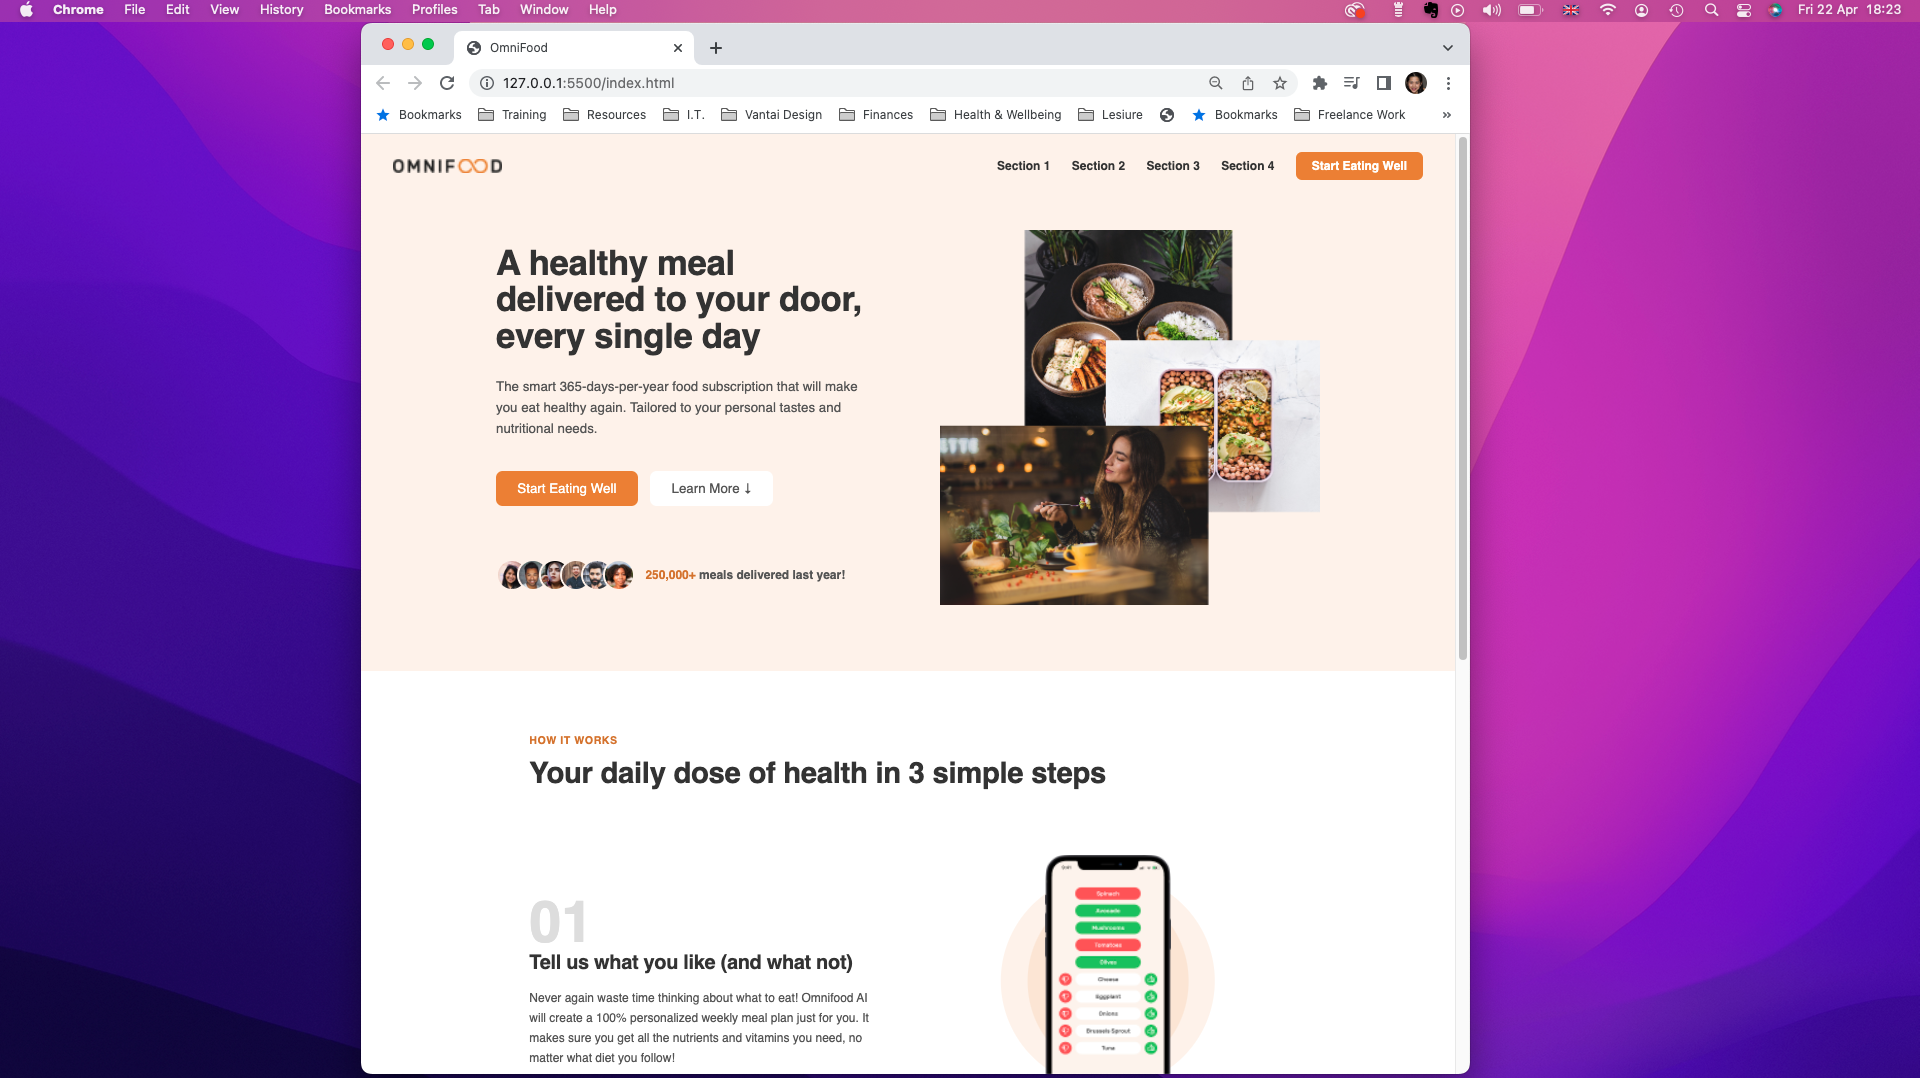 Chrome File Edit View History Bookmarks Profiles Tab Window Help Fri 22 Apr 18:23
OmniFood
127.0.0.1:5500/index.html
Bookmarks Training Resources I.T. Vantai Design Finances Health & Wellbeing Lesiure Bookmarks Freelance Work »
OMNIFOOD Section 1 Section 2 Section 3 Section 4 Start Eating Well
A healthy meal
delivered to your door,
every single day
The smart 365-days-per-year food subscription that will make
you eat healthy again. Tailored to your personal tastes and
nutritional needs.
Start Eating Well Learn More ↓
250,000+ meals delivered last year!
HOW IT WORKS
Your daily dose of health in 3 simple steps
01
Tell us what you like (and what not)
Never again waste time thinking about what to eat! Omnifood AI
will create a 100% personalized weekly meal plan just for you. It
makes sure you get all the nutrients and vitamins you need, no
matter what diet you follow!
Spinach
Avocado
Mushrooms
Tomatoes
Olives
Cheese
Eggplant
Onions
Brussels Sprout
Tuna